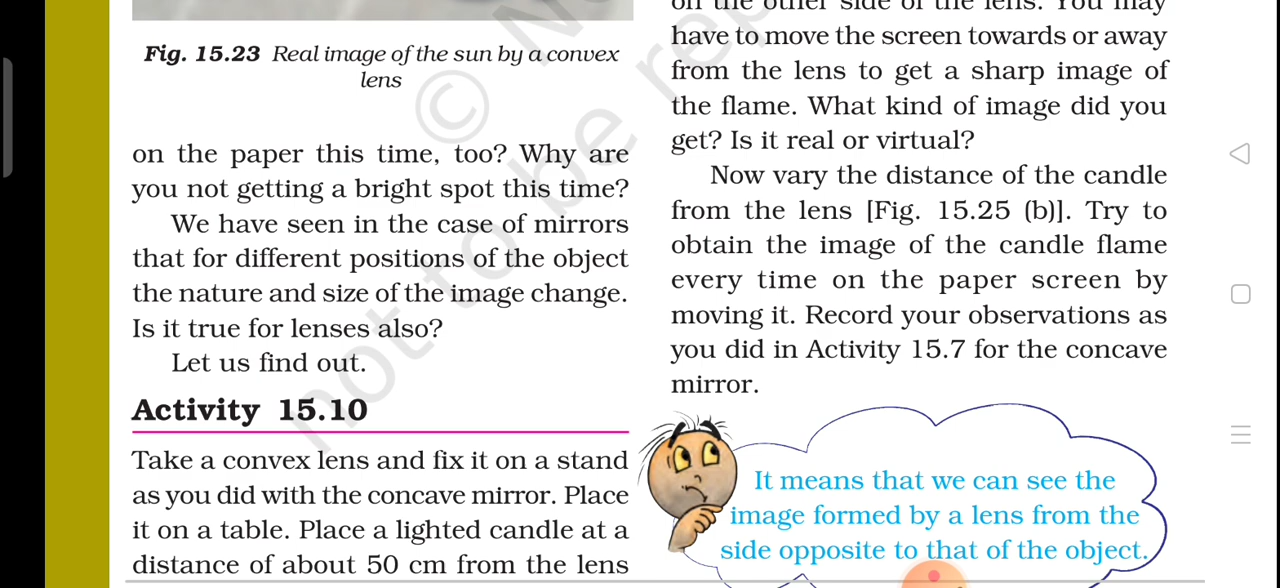 Fig. 15.23 Real image of the sun by a convex
lens
on the paper this time, too? Why are
you not getting a bright spot this time?
We have seen in the case of mirrors
that for different positions of the object
the nature and size of the image change.
Is it true for lenses also?
Let us find out.
Activity 15.10
Take a convex lens and fix it on a stand
as you did with the concave mirror. Place
it on a table. Place a lighted candle at a
distance of about 50 cm from the lens
on the other side of the lens. You may
have to move the screen towards or away
from the lens to get a sharp image of
the flame. What kind of image did you
get? Is it real or virtual?
Now vary the distance of the candle
from the lens [Fig. 15.25 (b)]. Try to
obtain the image of the candle flame
every time on the paper screen by
moving it. Record your observations as
you did in Activity 15.7 for the concave
mirror.
It means that we can see the
image formed by a lens from the
side opposite to that of the object.
© N
not to be rep